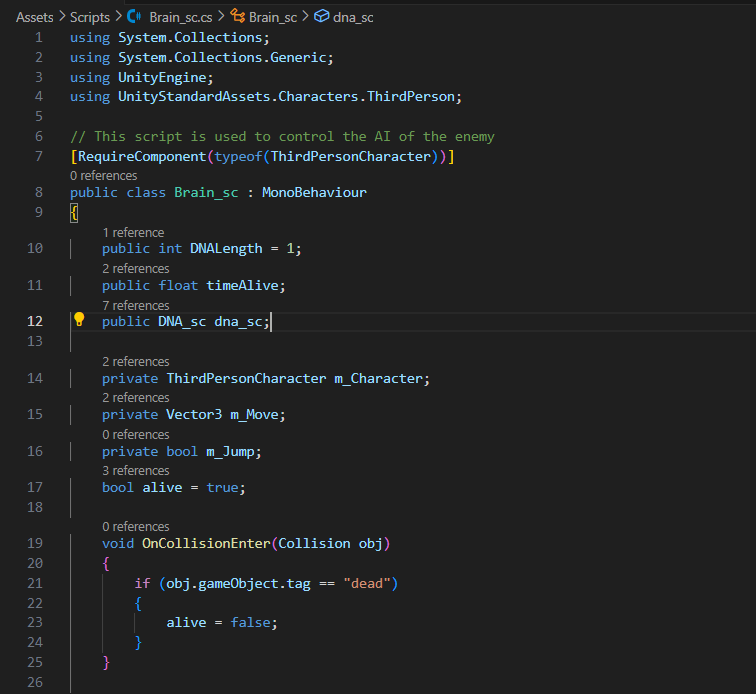 Assets > Scripts > Brain_sc.cs > Brain_sc > dna_sc
1 using System.Collections;
2 using System.Collections.Generic;
3 using UnityEngine;
4 using UnityStandardAssets.Characters.ThirdPerson;
5
6 // This script is used to control the AI of the enemy
7 [RequireComponent(typeof(ThirdPersonCharacter))]
0 references
8 public class Brain_sc : MonoBehaviour
9 {
1 reference
10 public int DNALength = 1;
2 references
11 public float timeAlive;
7 references
12 public DNA_sc dna_sc;
13
2 references
14 private ThirdPersonCharacter m_Character;
2 references
15 private Vector3 m_Move;
0 references
16 private bool m_Jump;
3 references
17 bool alive = true;
18
0 references
19 void OnCollisionEnter(Collision obj)
20 {
21 if (obj.gameObject.tag == "dead")
22 {
23 alive = false;
24 }
25 }
26